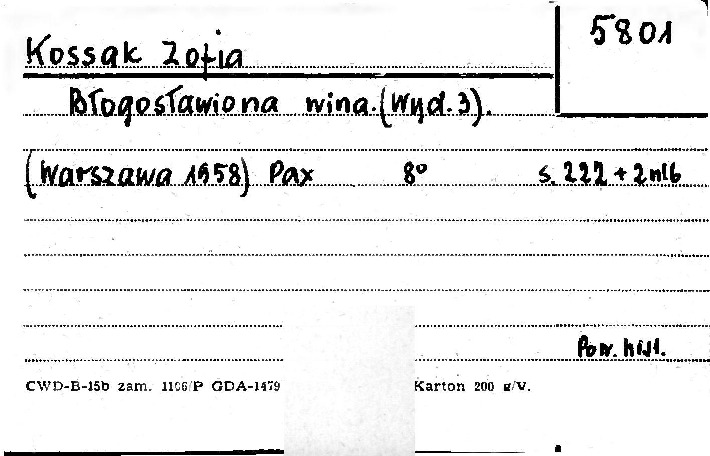 5801
Kossak Zofia
Błogosławiona wina. (Wyd. 3).
(Warszawa 1958) Pax 8° s. 222 + 2 nlb
Pow. hist.
CWD-B-15b zam. 1106/P GDA-1479 Karton 200 g/V.